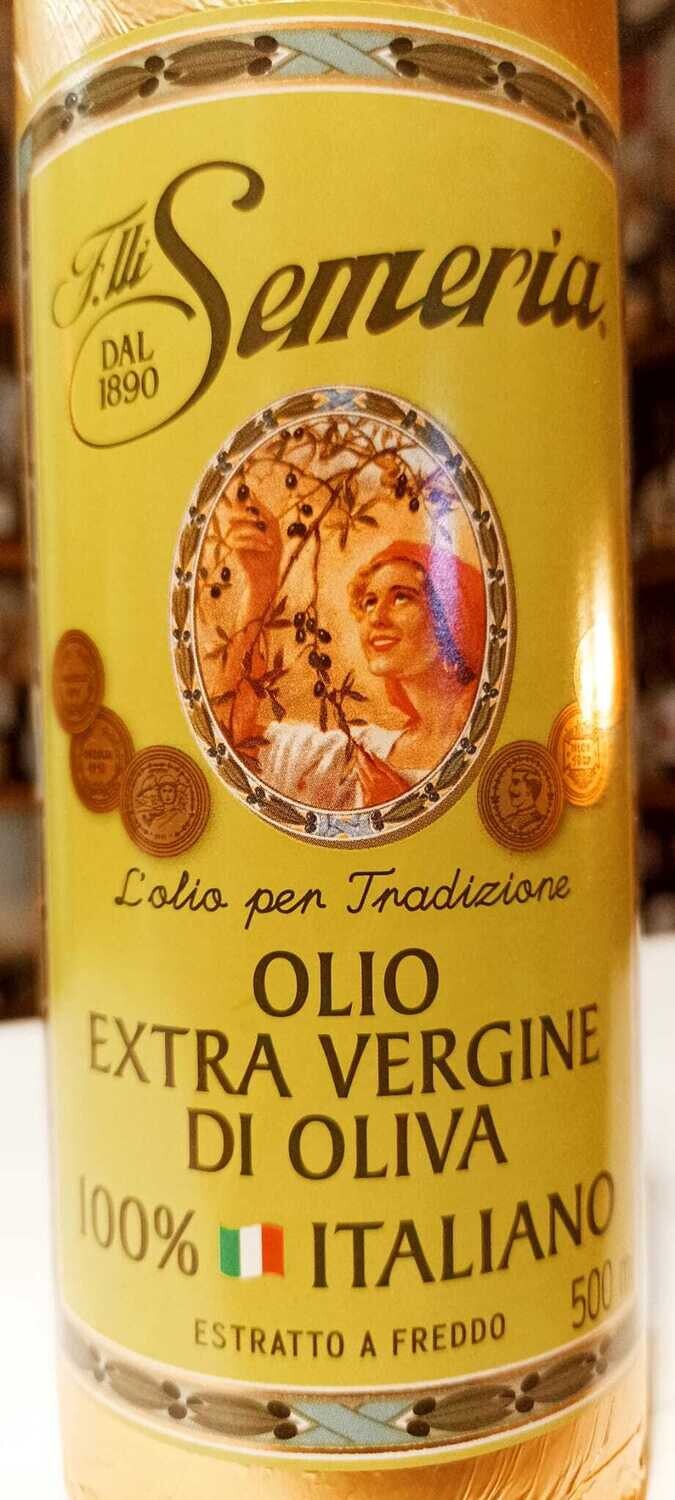 F.lli Semeria
DAL
1890
L'olio per Tradizione
OLIO
EXTRA VERGINE
DI OLIVA
100% ITALIANO
500
ESTRATTO A FREDDO